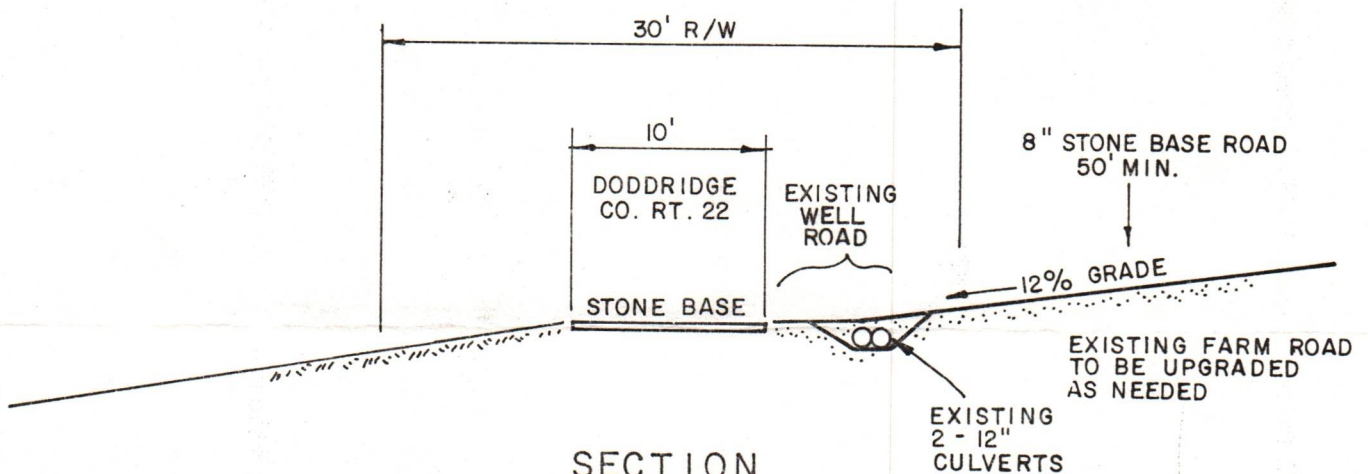 30' R/W
10'
DODDRIDGE
CO. RT. 22
EXISTING
WELL
ROAD
8" STONE BASE ROAD
50' MIN.
STONE BASE
12% GRADE
EXISTING FARM ROAD
TO BE UPGRADED
AS NEEDED
EXISTING
2 - 12"
CULVERTS
SECTION